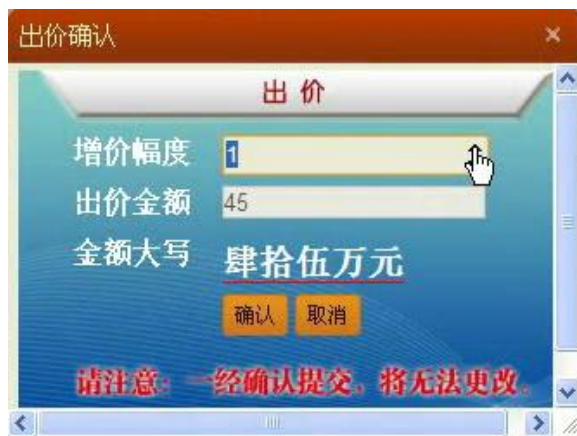 出价确认
出 价
增价幅度 1
出价金额 45
金额大写 肆拾伍万元
确认 取消
请注意：一经确认提交，将无法更改。